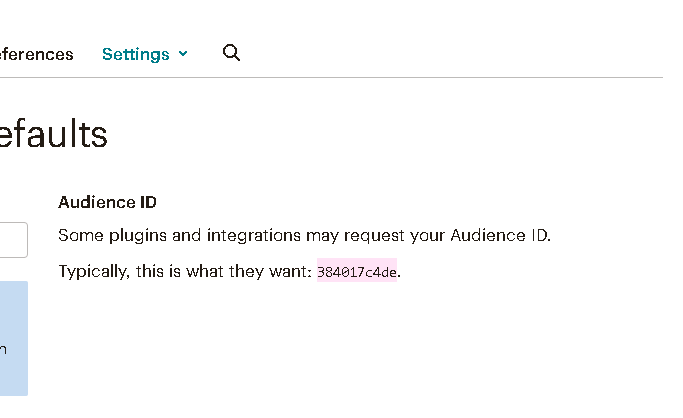 eferences Settings
efaults
Audience ID
Some plugins and integrations may request your Audience ID.
Typically, this is what they want: 384017c4de.
n